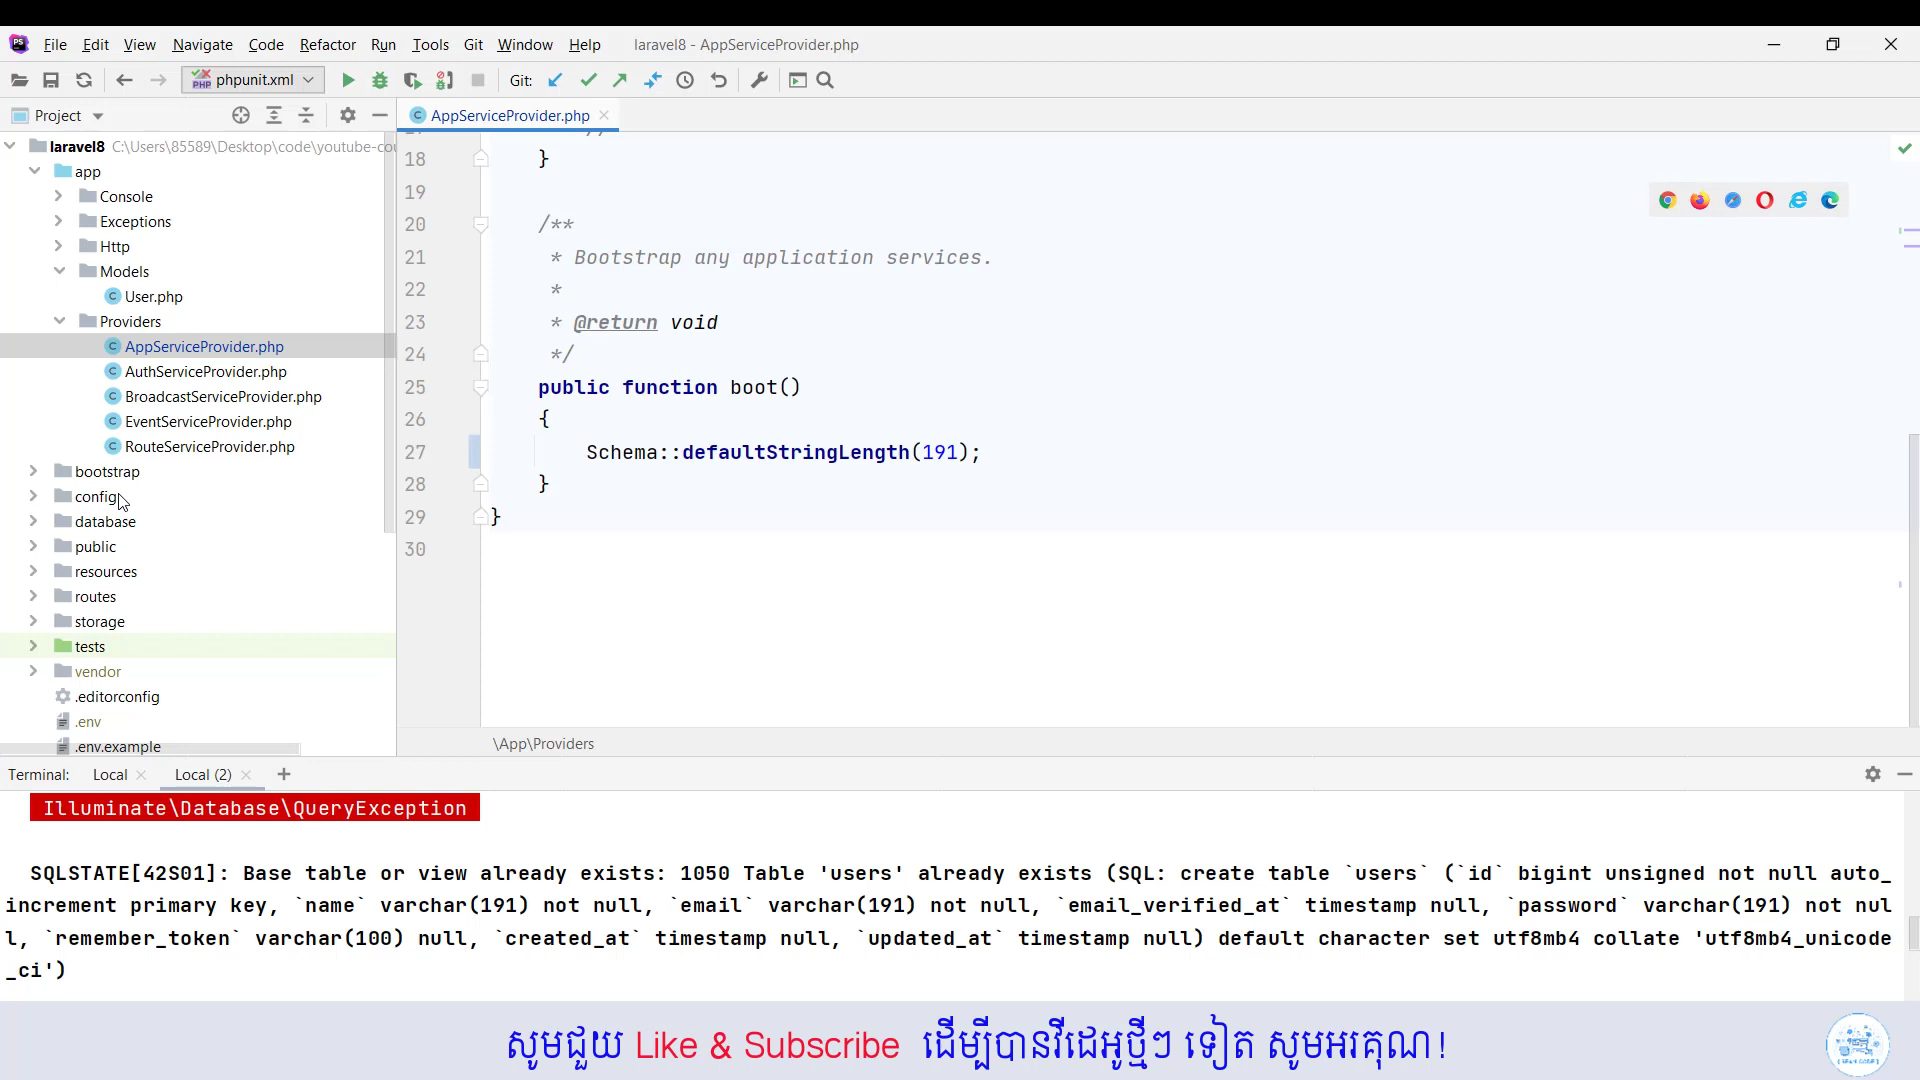 File Edit View Navigate Code Refactor Run Tools Git Window Help laravel8 - AppServiceProvider.php
phpunit.xml Git:
Project
AppServiceProvider.php
laravel8 C:\Users\85589\Desktop\code\youtube-cou
app
Console
Exceptions
Http
Models
User.php
Providers
AppServiceProvider.php
AuthServiceProvider.php
BroadcastServiceProvider.php
EventServiceProvider.php
RouteServiceProvider.php
bootstrap
config
database
public
resources
routes
storage
tests
vendor
.editorconfig
.env
.env.example
18 }
19
20 /**
21 * Bootstrap any application services.
22 *
23 * @return void
24 */
25 public function boot()
26 {
27 Schema::defaultStringLength(191);
28 }
29 }
30
\App\Providers
Terminal: Local Local (2)
Illuminate\Database\QueryException
SQLSTATE[42S01]: Base table or view already exists: 1050 Table 'users' already exists (SQL: create table `users` (`id` bigint unsigned not null auto_
increment primary key, `name` varchar(191) not null, `email` varchar(191) not null, `email_verified_at` timestamp null, `password` varchar(191) not nul
l, `remember_token` varchar(100) null, `created_at` timestamp null, `updated_at` timestamp null) default character set utf8mb4 collate 'utf8mb4_unicode
_ci')
សូមជួយ Like & Subscribe ដើម្បីបានវីដេអូថ្មីៗ ទៀត សូមអរគុណ!